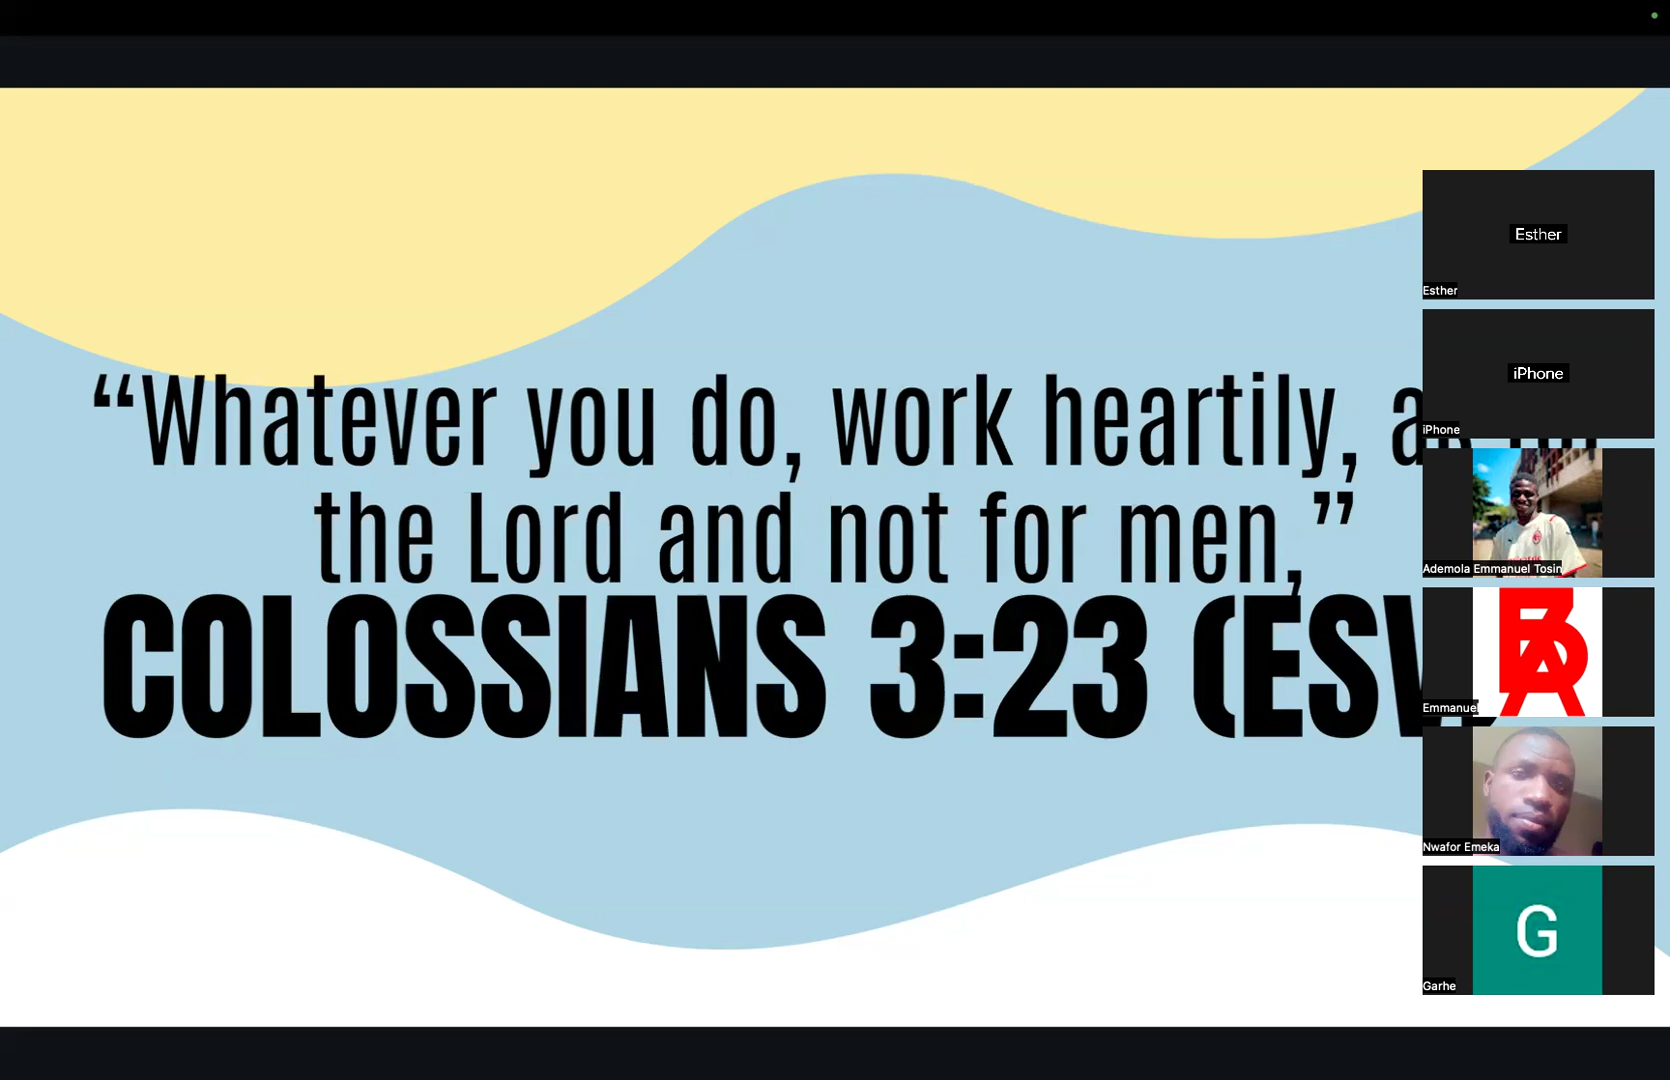 “Whatever you do, work heartily,
the Lord and not for men,”
COLOSSIANS 3:23 (ESV)
Esther
Esther
iPhone
iPhone
Ademola Emmanuel Tosin
Emmanuel
Nwafor Emeka
G
Garhe